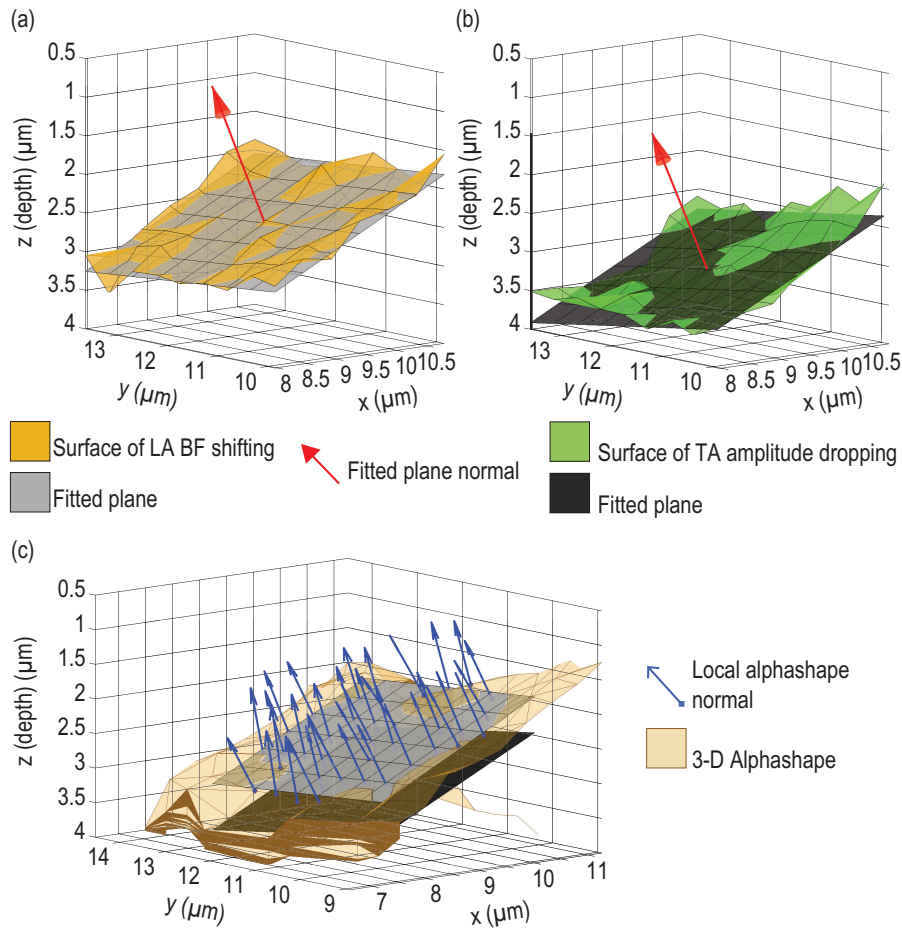 (a)
0.5
1
1.5
2
2.5
3
3.5
4
z (depth) (µm)
13
12
11
10
y (µm)
8
8.5
9
9.5
10
10.5
x (µm)
(b)
0.5
1
1.5
2
2.5
3
3.5
4
z (depth) (µm)
13
12
11
10
y (µm)
8
8.5
9
9.5
10
10.5
x (µm)
Surface of LA BF shifting
Fitted plane
Fitted plane normal
Surface of TA amplitude dropping
Fitted plane
(c)
0.5
1
1.5
2
2.5
3
3.5
4
z (depth) (µm)
14
13
12
11
10
9
y (µm)
7
8
9
10
11
x (µm)
Local alphashape
normal
3-D Alphashape